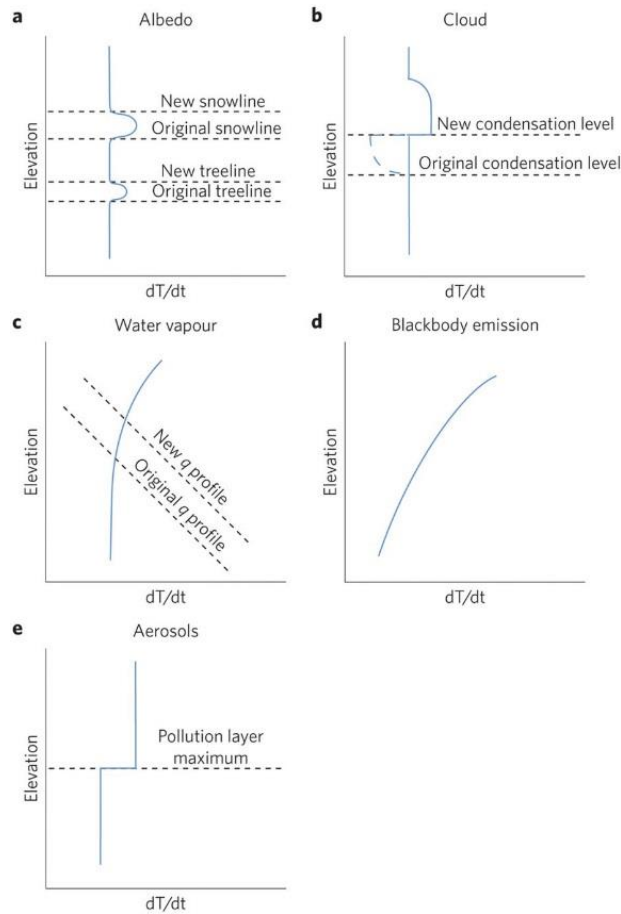 a
Albedo
Elevation
New snowline
Original snowline
New treeline
Original treeline
dT/dt
b
Cloud
Elevation
New condensation level
Original condensation level
dT/dt
c
Water vapour
Elevation
New q profile
Original q profile
dT/dt
d
Blackbody emission
Elevation
dT/dt
e
Aerosols
Elevation
Pollution layer
maximum
dT/dt